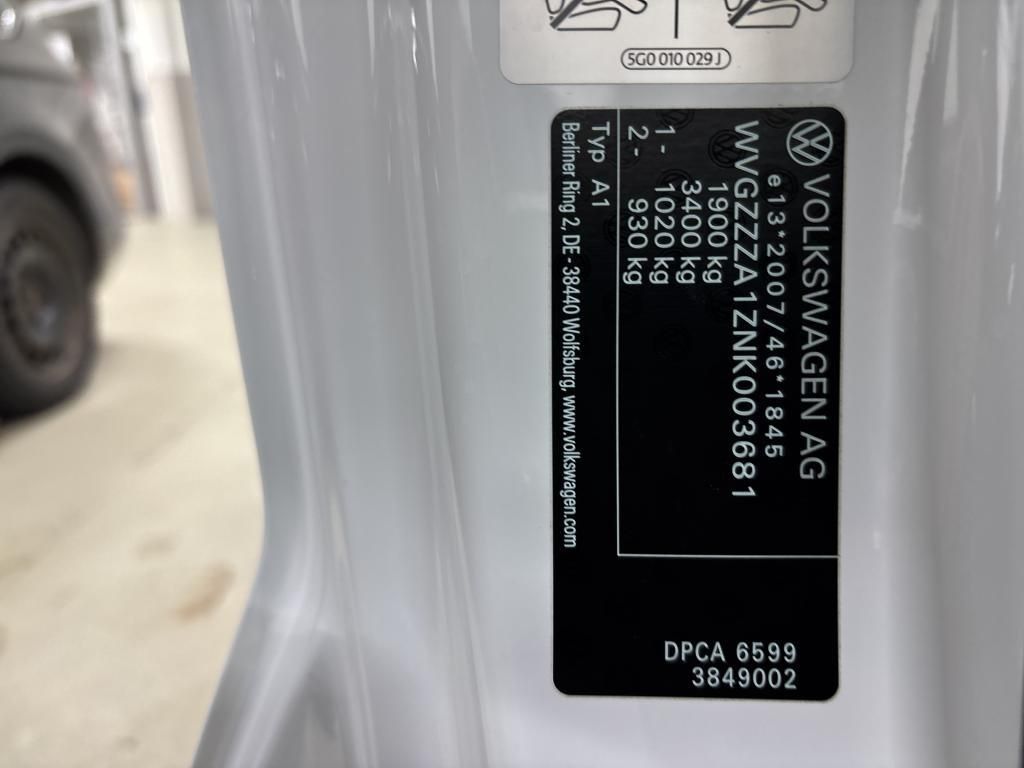 5G0 010 029 J
VOLKSWAGEN AG
e13*2007/46*1845
WVGZZZA1ZNK003681
1900 kg
3400 kg
1 - 1020 kg
2 - 930 kg
Typ A1
Berliner Ring 2, DE - 38440 Wolfsburg, www.volkswagen.com
DPCA 6599
3849002